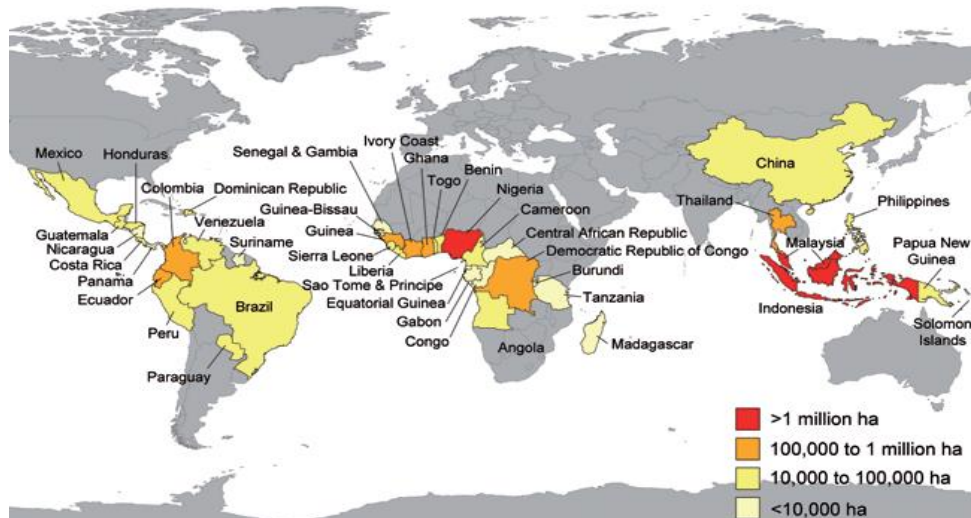 Mexico
Honduras
Colombia
Dominican Republic
Venezuela
Guatemala
Nicaragua
Costa Rica
Panama
Ecuador
Suriname
Brazil
Peru
Paraguay
Senegal & Gambia
Ivory Coast
Ghana
Togo
Benin
Nigeria
Guinea-Bissau
Guinea
Cameroon
Central African Republic
Democratic Republic of Congo
Sierra Leone
Liberia
Sao Tome & Principe
Burundi
Equatorial Guinea
Tanzania
Gabon
Congo
Angola
Madagascar
China
Thailand
Philippines
Malaysia
Papua New
Guinea
Indonesia
Solomon
Islands
>1 million ha
100,000 to 1 million ha
10,000 to 100,000 ha
<10,000 ha